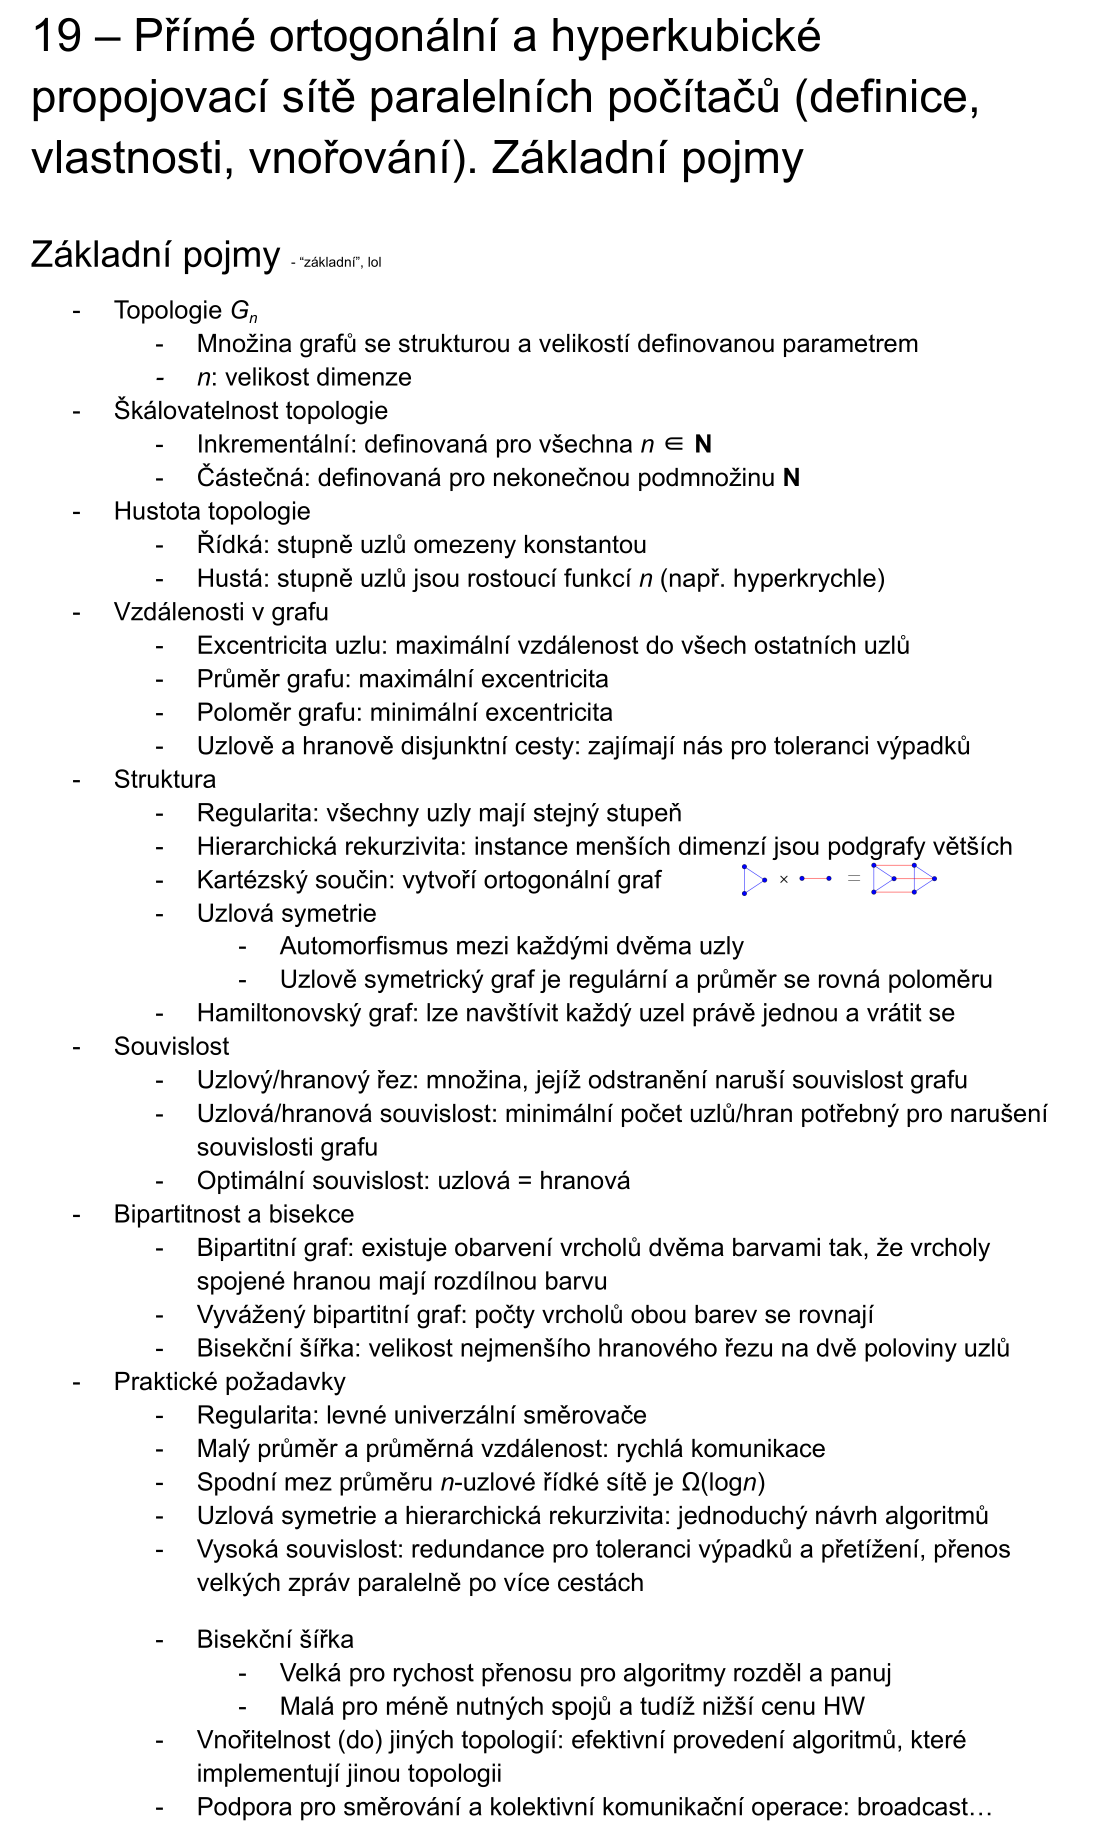 19 – Přímé ortogonální a hyperkubické
propojovací sítě paralelních počítačů (definice,
vlastnosti, vnořování). Základní pojmy
Základní pojmy - “základní”, lol
- Topologie Gn
- Množina grafů se strukturou a velikostí definovanou parametrem
- n: velikost dimenze
- Škálovatelnost topologie
- Inkrementální: definovaná pro všechna n ∈ N
- Částečná: definovaná pro nekonečnou podmnožinu N
- Hustota topologie
- Řídká: stupně uzlů omezeny konstantou
- Hustá: stupně uzlů jsou rostoucí funkcí n (např. hyperkrychle)
- Vzdálenosti v grafu
- Excentricita uzlu: maximální vzdálenost do všech ostatních uzlů
- Průměr grafu: maximální excentricita
- Poloměr grafu: minimální excentricita
- Uzlově a hranově disjunktní cesty: zajímají nás pro toleranci výpadků
- Struktura
- Regularita: všechny uzly mají stejný stupeň
- Hierarchická rekurzivita: instance menších dimenzí jsou podgrafy větších
- Kartézský součin: vytvoří ortogonální graf × =
- Uzlová symetrie
- Automorfismus mezi každými dvěma uzly
- Uzlově symetrický graf je regulární a průměr se rovná poloměru
- Hamiltonovský graf: lze navštívit každý uzel právě jednou a vrátit se
- Souvislost
- Uzlový/hranový řez: množina, jejíž odstranění naruší souvislost grafu
- Uzlová/hranová souvislost: minimální počet uzlů/hran potřebný pro narušení
souvislosti grafu
- Optimální souvislost: uzlová = hranová
- Bipartitnost a bisekce
- Bipartitní graf: existuje obarvení vrcholů dvěma barvami tak, že vrcholy
spojené hranou mají rozdílnou barvu
- Vyvážený bipartitní graf: počty vrcholů obou barev se rovnají
- Bisekční šířka: velikost nejmenšího hranového řezu na dvě poloviny uzlů
- Praktické požadavky
- Regularita: levné univerzální směrovače
- Malý průměr a průměrná vzdálenost: rychlá komunikace
- Spodní mez průměru n-uzlové řídké sítě je Ω(logn)
- Uzlová symetrie a hierarchická rekurzivita: jednoduchý návrh algoritmů
- Vysoká souvislost: redundance pro toleranci výpadků a přetížení, přenos
velkých zpráv paralelně po více cestách
- Bisekční šířka
- Velká pro rychost přenosu pro algoritmy rozděl a panuj
- Malá pro méně nutných spojů a tudíž nižší cenu HW
- Vnořitelnost (do) jiných topologií: efektivní provedení algoritmů, které
implementují jinou topologii
- Podpora pro směrování a kolektivní komunikační operace: broadcast…